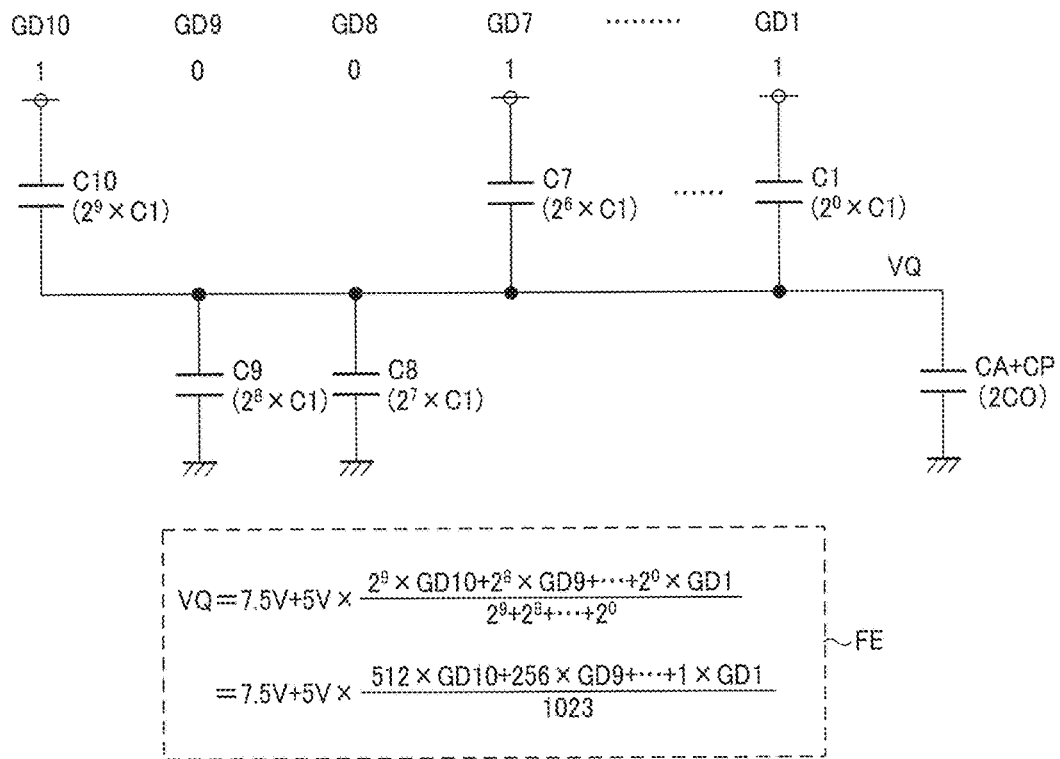 GD10 GD9 GD8 GD7 ········ GD1
1 0 0 1 1
C10
(2⁹ × C1)
C7
(2⁶ × C1)
······
C1
(2⁰ × C1)
VQ
C9
(2⁸ × C1)
C8
(2⁷ × C1)
CA+CP
(2CO)
VQ = 7.5V+5V × (2⁹ × GD10+2⁸ × GD9+···+2⁰ × GD1) / (2⁹+2⁸+···+2⁰)
= 7.5V+5V × (512 × GD10+256 × GD9+···+1 × GD1) / 1023
FE